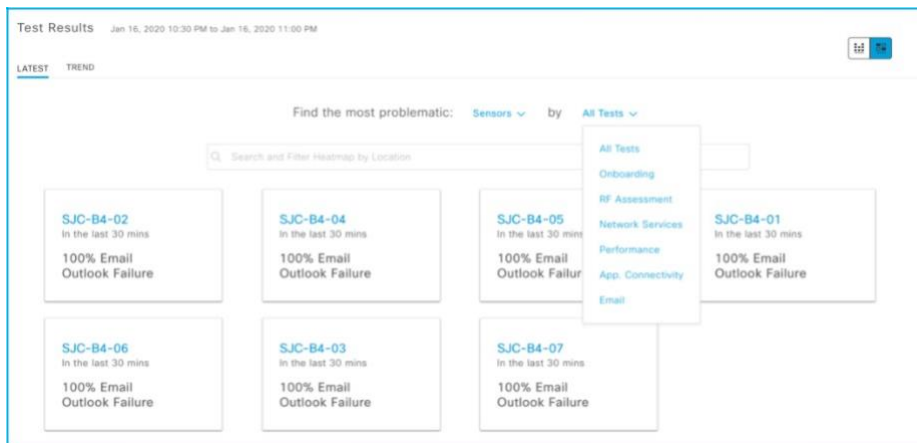 Test Results Jan 16, 2020 10:30 PM to Jan 16, 2020 11:00 PM
LATEST TREND
Find the most problematic: Sensors by All Tests
Search and Filter Heatmap by Location
All Tests
Onboarding
RF Assessment
Network Services
Performance
App. Connectivity
Email
SJC-B4-02
In the last 30 mins
100% Email
Outlook Failure
SJC-B4-04
In the last 30 mins
100% Email
Outlook Failure
SJC-B4-05
In the last 30 mins
100% Email
Outlook Failur
SJC-B4-01
In the last 30 mins
100% Email
Outlook Failure
SJC-B4-06
In the last 30 mins
100% Email
Outlook Failure
SJC-B4-03
In the last 30 mins
100% Email
Outlook Failure
SJC-B4-07
In the last 30 mins
100% Email
Outlook Failure